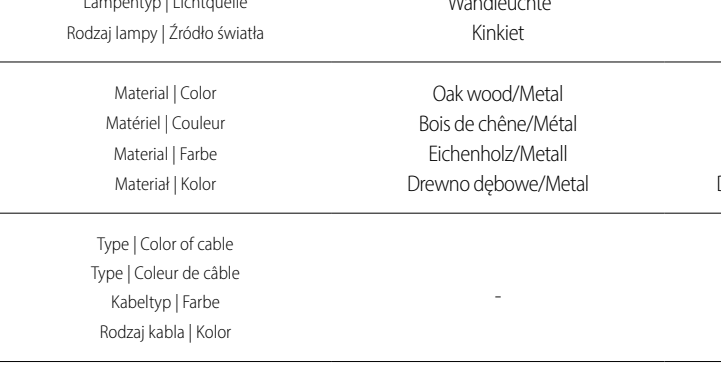 Lampentyp | Lichtquelle Wandleuchte
Rodzaj lampy | Źródło światła Kinkiet
Material | Color Oak wood/Metal
Matériel | Couleur Bois de chêne/Métal
Material | Farbe Eichenholz/Metall
Materiał | Kolor Drewno dębowe/Metal
Type | Color of cable
Type | Coleur de câble
Kabeltyp | Farbe -
Rodzaj kabla | Kolor